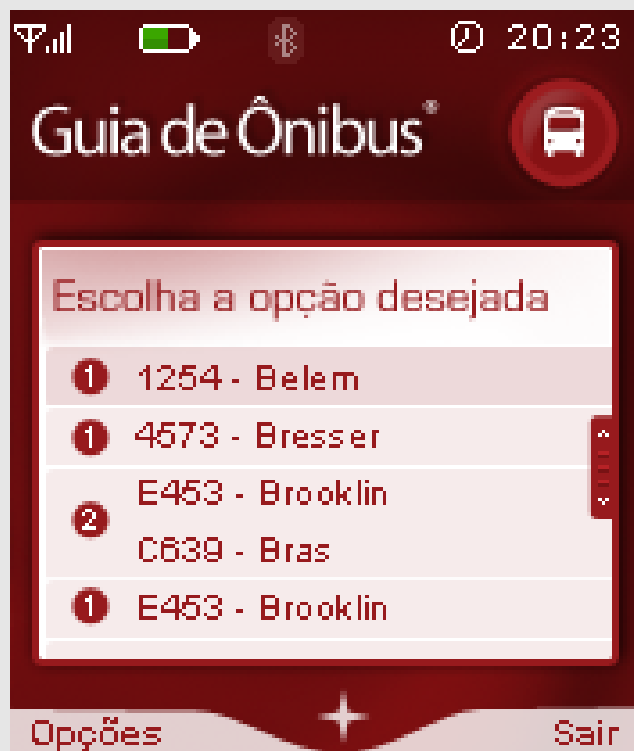 20:23
Guia de Ônibus®
Escolha a opção desejada
1 1254 - Belem
1 4573 - Bresser
2 E453 - Brooklin
C639 - Bras
1 E453 - Brooklin
Opções Sair